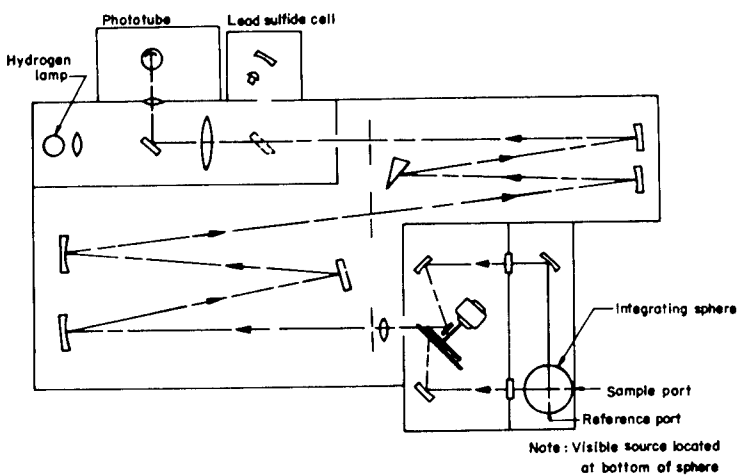 Phototube
Lead sulfide cell
Hydrogen
lamp
Integrating sphere
Sample port
Reference port
Note : Visible source located
at bottom of sphere